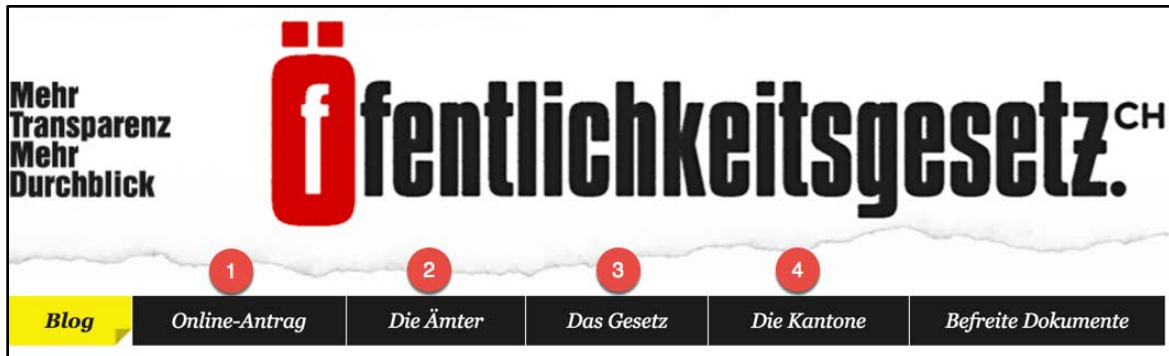 Mehr
Transparenz
Mehr
Durchblick
Öffentlichkeitsgesetz.CH
1 2 3 4
Blog Online-Antrag Die Ämter Das Gesetz Die Kantone Befreite Dokumente